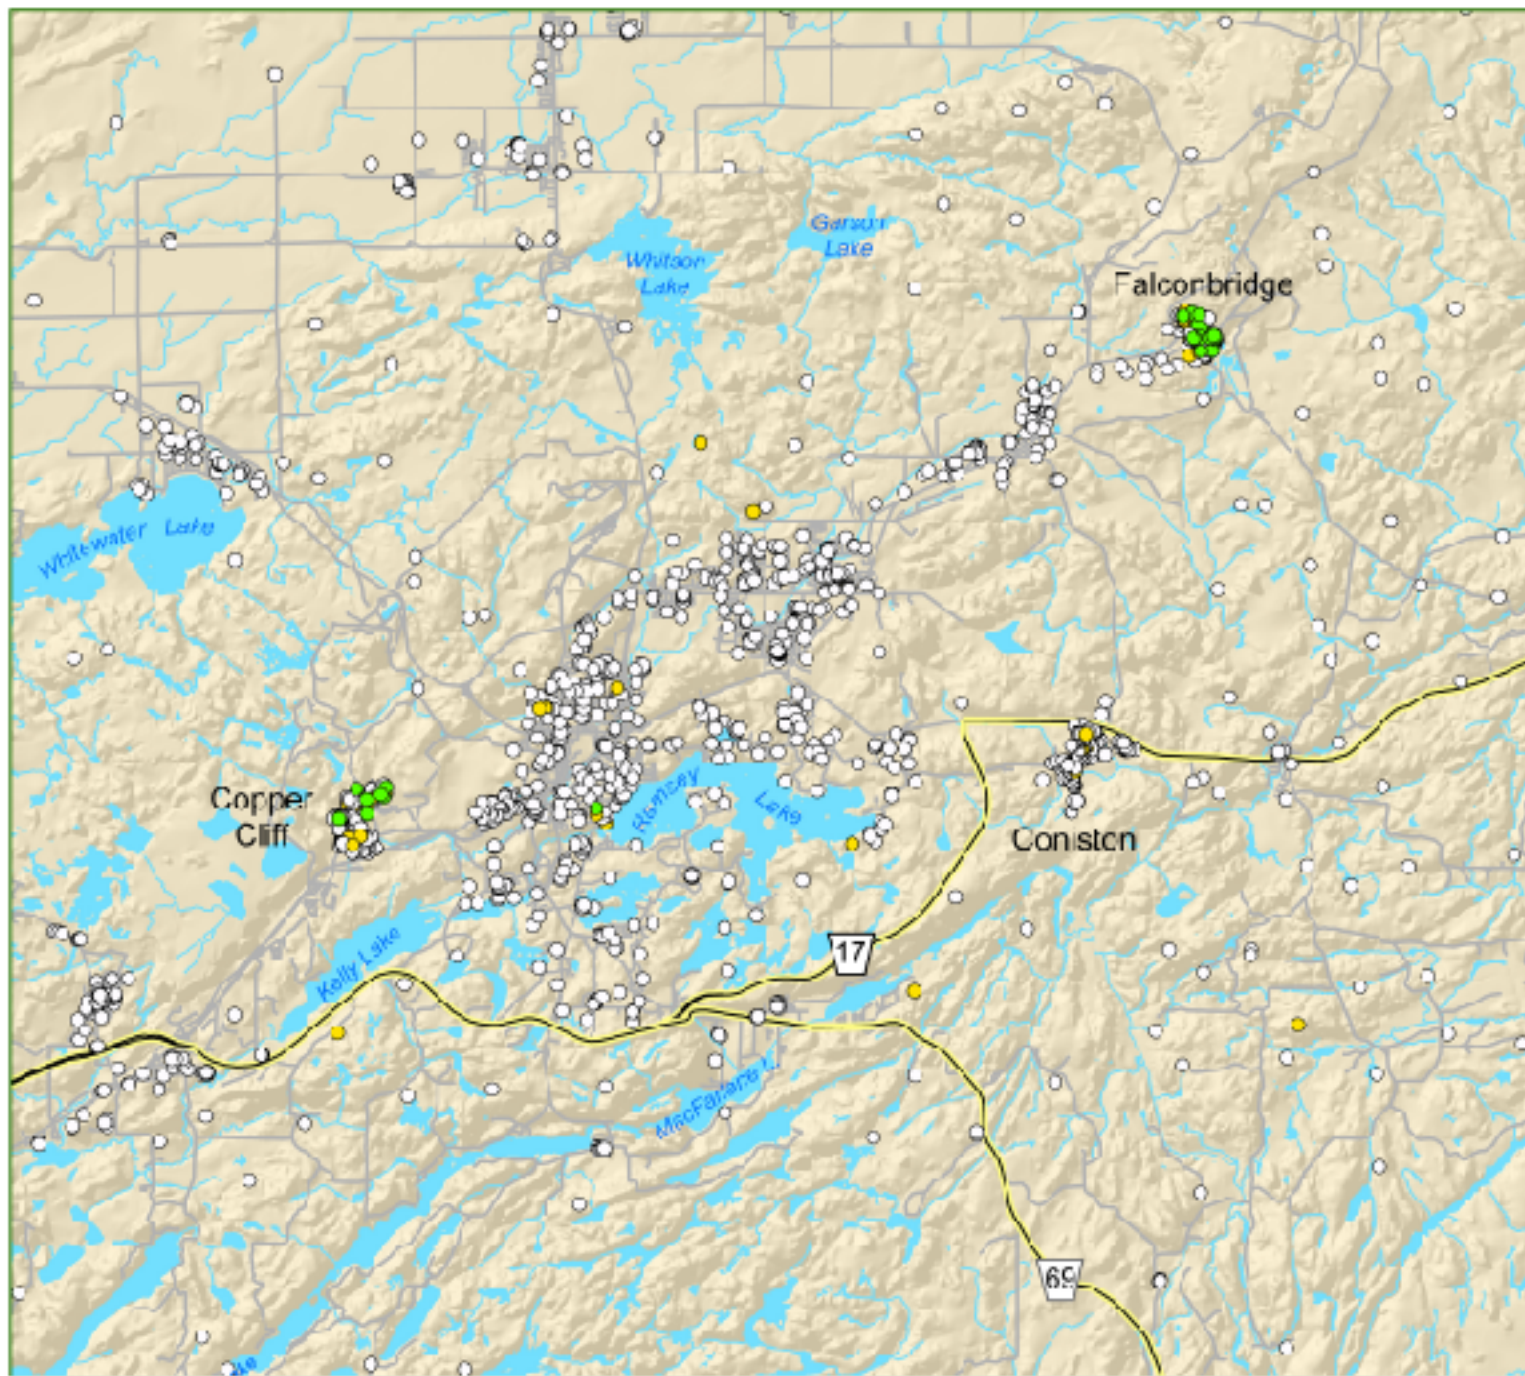 Garson
Lake
Whitson
Lake
Falconbridge
Whitewater Lake
Copper
Cliff
Ramsey Lake
Coniston
Kelly Lake
17
MacFarlane L.
69